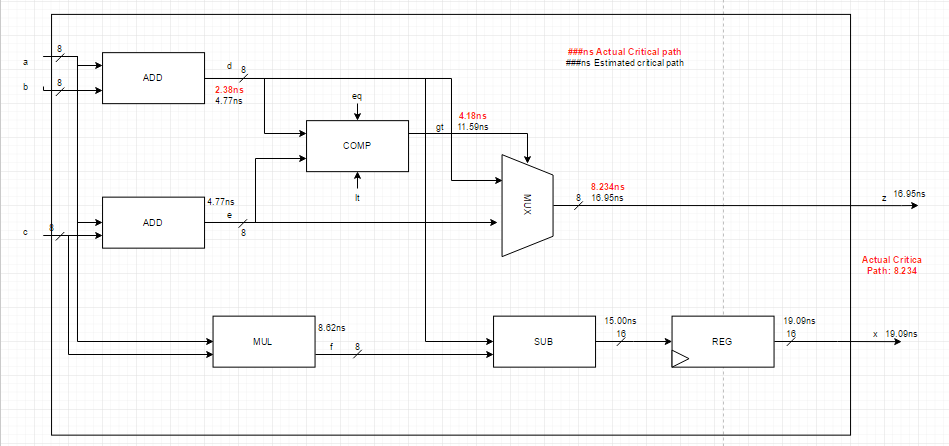 ###ns Actual Critical path
###ns Estimated critical path
a
8
b
8
ADD
d
8
2.38ns
4.77ns
eq
COMP
lt
gt
4.18ns
11.59ns
c
8
ADD
4.77ns
e
8
MUX
8.234ns
8
16.95ns
z
16.95ns
Actual Critica
Path: 8.234
MUL
8.62ns
f
8
SUB
15.00ns
16
REG
19.09ns
16
x
19.09ns